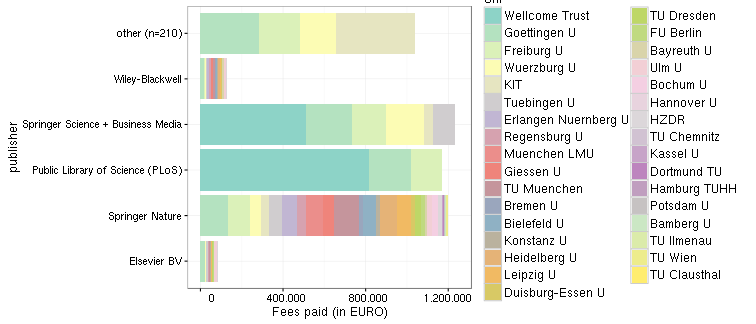 other (n=210)
Wiley-Blackwell
Springer Science + Business Media
Public Library of Science (PLoS)
Springer Nature
Elsevier BV
publisher
0
400.000
800.000
1.200.000
Fees paid (in EURO)
Uni
Wellcome Trust
Goettingen U
Freiburg U
Wuerzburg U
KIT
Tuebingen U
Erlangen Nuernberg U
Regensburg U
Muenchen LMU
Giessen U
TU Muenchen
Bremen U
Bielefeld U
Konstanz U
Heidelberg U
Leipzig U
Duisburg-Essen U
TU Dresden
FU Berlin
Bayreuth U
Ulm U
Bochum U
Hannover U
HZDR
TU Chemnitz
Kassel U
Dortmund TU
Hamburg TUHH
Potsdam U
Bamberg U
TU Ilmenau
TU Wien
TU Clausthal